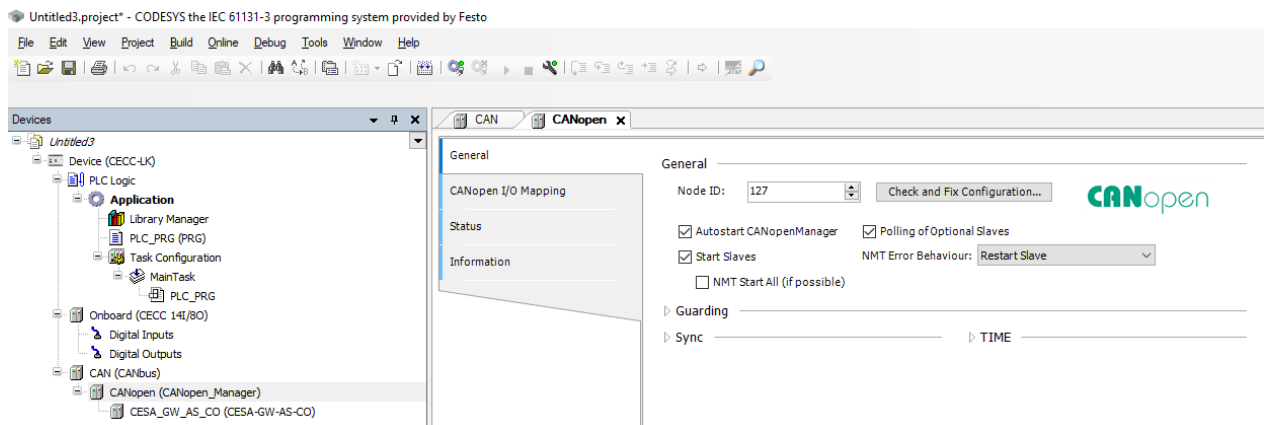 Untitled3.project* - CODESYS the IEC 61131-3 programming system provided by Festo
File Edit View Project Build Online Debug Tools Window Help
Devices
Untitled3
Device (CECC-LK)
PLC Logic
Application
Library Manager
PLC_PRG (PRG)
Task Configuration
MainTask
PLC_PRG
Onboard (CECC 14I/8O)
Digital Inputs
Digital Outputs
CAN (CANbus)
CANopen (CANopen_Manager)
CESA_GW_AS_CO (CESA-GW-AS-CO)
CAN CANopen
General
CANopen I/O Mapping
Status
Information
General
Node ID: 127 Check and Fix Configuration... CANopen
Autostart CANopenManager Polling of Optional Slaves
Start Slaves NMT Error Behaviour: Restart Slave
NMT Start All (if possible)
Guarding
Sync TIME